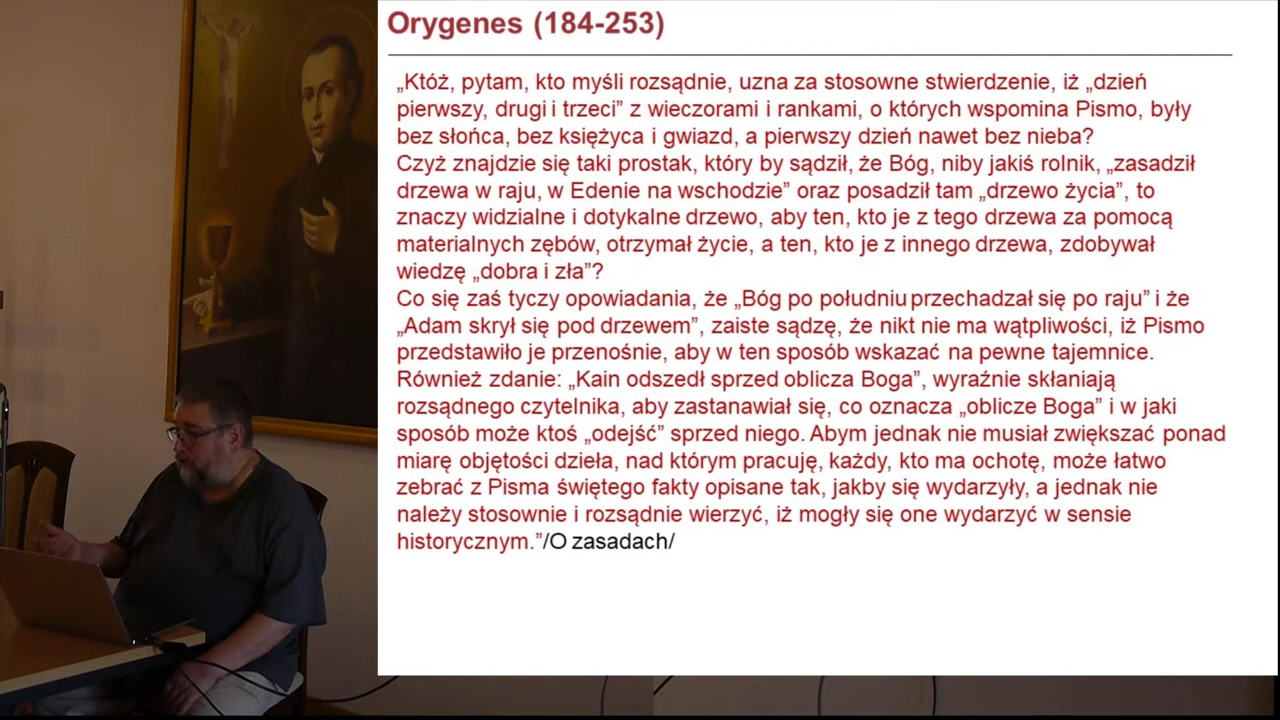 Orygenes (184-253)
„Któż, pytam, kto myśli rozsądnie, uzna za stosowne stwierdzenie, iż „dzień
pierwszy, drugi i trzeci” z wieczorami i rankami, o których wspomina Pismo, były
bez słońca, bez księżyca i gwiazd, a pierwszy dzień nawet bez nieba?
Czyż znajdzie się taki prostak, który by sądził, że Bóg, niby jakiś rolnik, „zasadził
drzewa w raju, w Edenie na wschodzie” oraz posadził tam „drzewo życia”, to
znaczy widzialne i dotykalne drzewo, aby ten, kto je z tego drzewa za pomocą
materialnych zębów, otrzymał życie, a ten, kto je z innego drzewa, zdobywał
wiedzę „dobra i zła”?
Co się zaś tyczy opowiadania, że „Bóg po południu przechadzał się po raju” i że
„Adam skrył się pod drzewem”, zaiste sądzę, że nikt nie ma wątpliwości, iż Pismo
przedstawiło je przenośnie, aby w ten sposób wskazać na pewne tajemnice.
Również zdanie: „Kain odszedł sprzed oblicza Boga”, wyraźnie skłaniają
rozsądnego czytelnika, aby zastanawiał się, co oznacza „oblicze Boga” i w jaki
sposób może ktoś „odejść” sprzed niego. Abym jednak nie musiał zwiększać ponad
miarę objętości dzieła, nad którym pracuję, każdy, kto ma ochotę, może łatwo
zebrać z Pisma świętego fakty opisane tak, jakby się wydarzyły, a jednak nie
należy stosownie i rozsądnie wierzyć, iż mogły się one wydarzyć w sensie
historycznym.”/O zasadach/